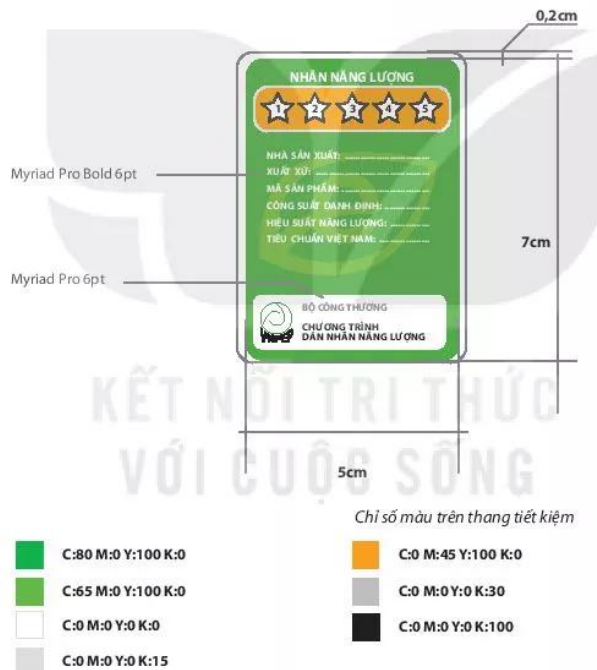 0,2cm
NHÃN NĂNG LƯỢNG
1 2 3 4 5
NHÀ SẢN XUẤT:
XUẤT XỨ:
MÃ SẢN PHẨM:
CÔNG SUẤT DANH ĐỊNH:
HIỆU SUẤT NĂNG LƯỢNG:
TIÊU CHUẨN VIỆT NAM:
Myriad Pro Bold 6pt
7cm
Myriad Pro 6pt
BỘ CÔNG THƯƠNG
CHƯƠNG TRÌNH
DÁN NHÃN NĂNG LƯỢNG
KẾT NỐI TRI THỨC
VỚI CUỘC SỐNG
5cm
Chỉ số màu trên thang tiết kiệm
C:80 M:0 Y:100 K:0
C:65 M:0 Y:100 K:0
C:0 M:0 Y:0 K:0
C:0 M:0 Y:0 K:15
C:0 M:45 Y:100 K:0
C:0 M:0 Y:0 K:30
C:0 M:0 Y:0 K:100